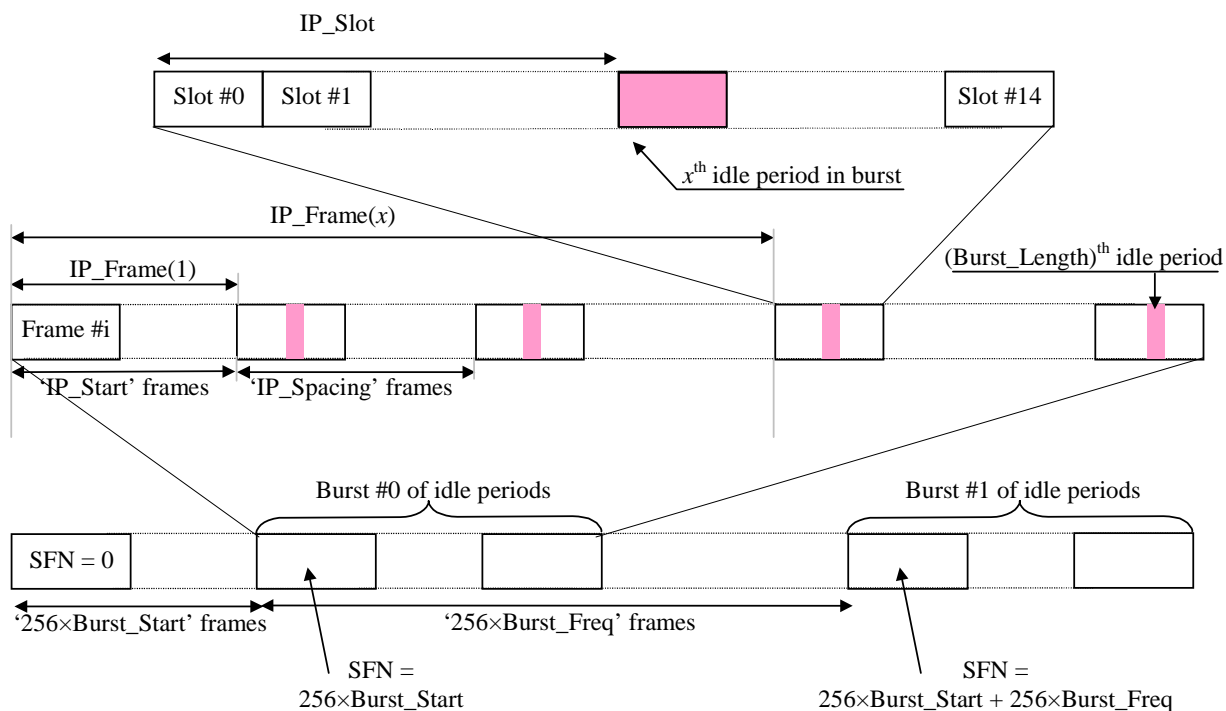 IP_Slot
Slot #0 Slot #1 Slot #14
xth idle period in burst
IP_Frame(x)
IP_Frame(1)
(Burst_Length)th idle period
Frame #i
‘IP_Start’ frames ‘IP_Spacing’ frames
Burst #0 of idle periods Burst #1 of idle periods
SFN = 0
‘256×Burst_Start’ frames ‘256×Burst_Freq’ frames
SFN =
256×Burst_Start
SFN =
256×Burst_Start + 256×Burst_Freq